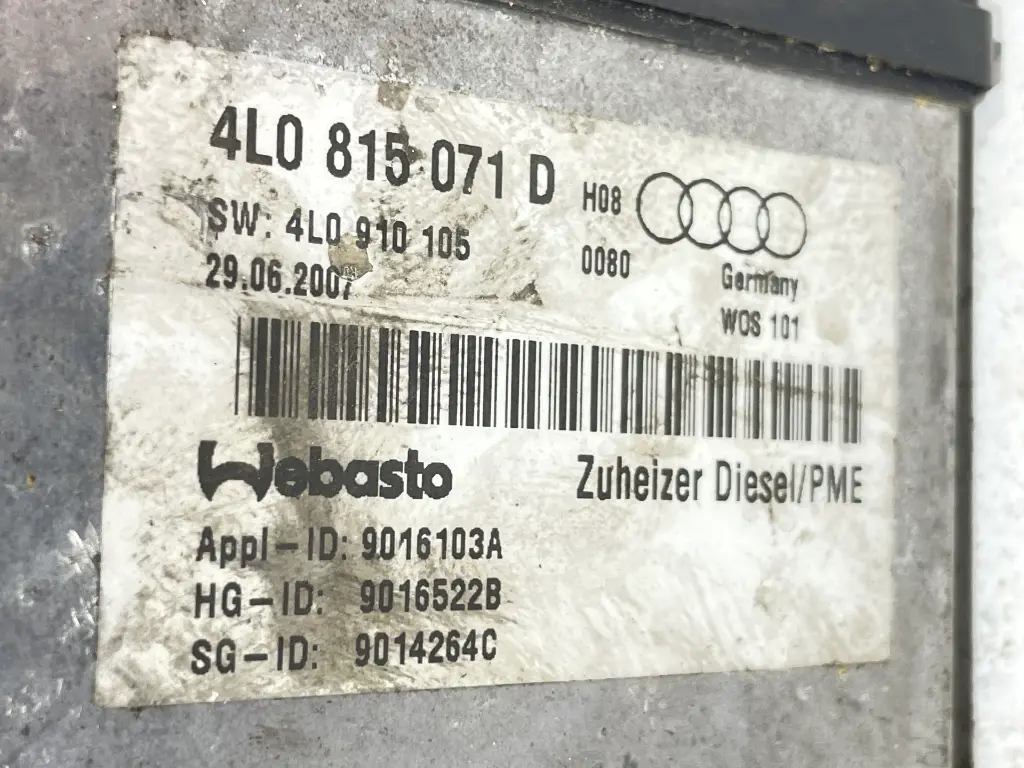 4L0 815 071 D
H08
SW: 4L0 910 105
0080
29.06.2007
Germany
WOS 101
Webasto
Zuheizer Diesel/PME
Appl-ID: 9016103A
HG-ID: 9016522B
SG-ID: 9014264C